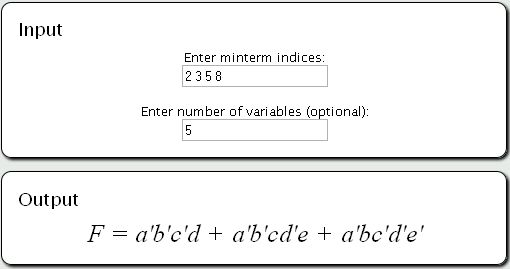 Input
Enter minterm indices:
2 3 5 8
Enter number of variables (optional):
5
Output
F = a'b'c'd + a'b'cd'e + a'bc'd'e'